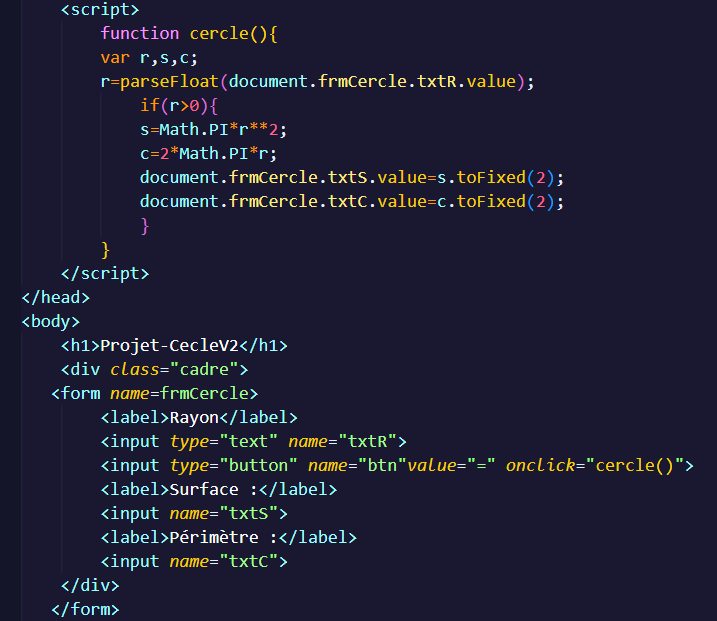 <script>
function cercle(){
var r,s,c;
r=parseFloat(document.frmCercle.txtR.value);
if(r>0){
s=Math.PI*r**2;
c=2*Math.PI*r;
document.frmCercle.txtS.value=s.toFixed(2);
document.frmCercle.txtC.value=c.toFixed(2);
}
}
</script>
</head>
<body>
<h1>Projet-CecleV2</h1>
<div class="cadre">
<form name=frmCercle>
<label>Rayon</label>
<input type="text" name="txtR">
<input type="button" name="btn"value="=" onclick="cercle()">
<label>Surface :</label>
<input name="txtS">
<label>Périmètre :</label>
<input name="txtC">
</div>
</form>